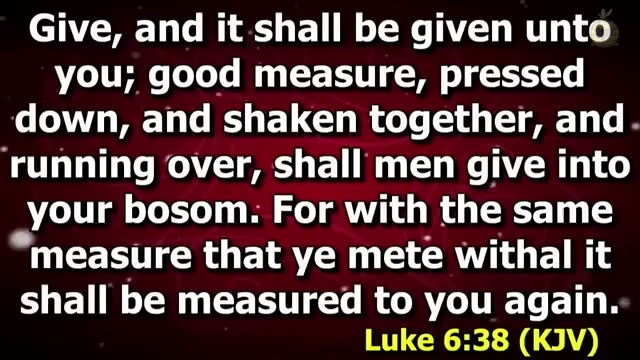 Give, and it shall be given unto
you; good measure, pressed
down, and shaken together, and
running over, shall men give into
your bosom. For with the same
measure that ye mete withal it
shall be measured to you again.
Luke 6:38 (KJV)